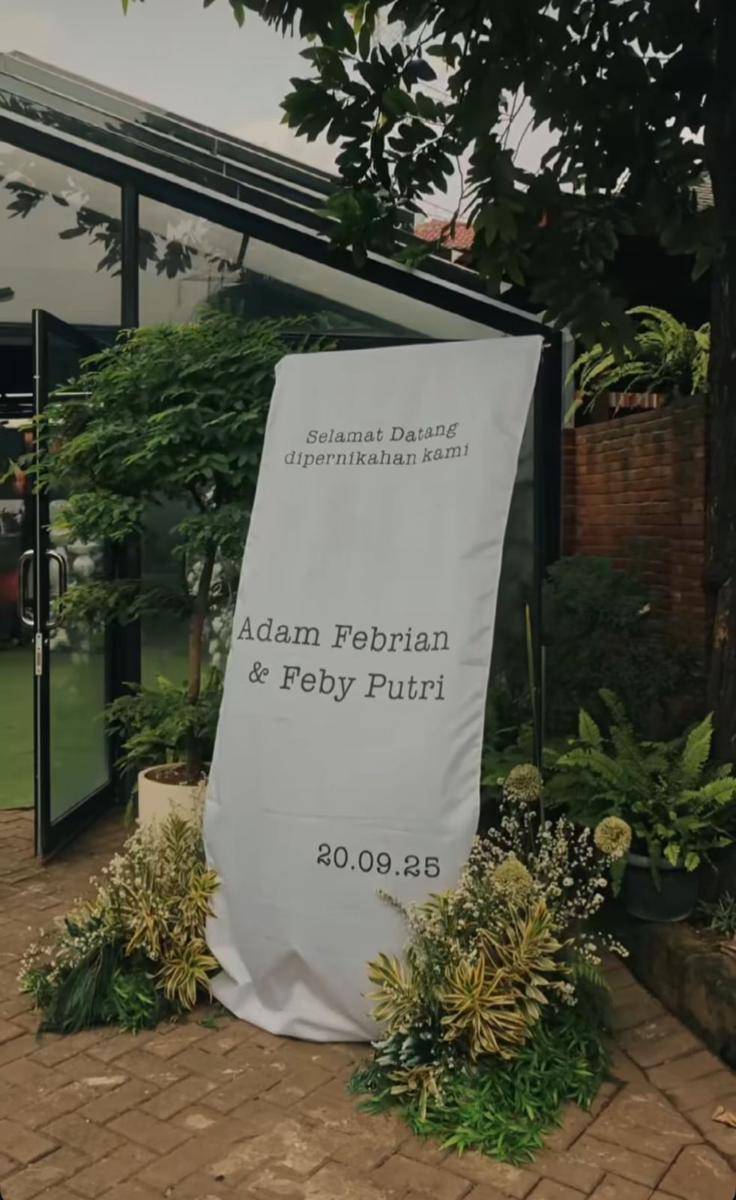 Selamat Datang
dipernikahan kami
Adam Febrian
& Feby Putri
20.09.25